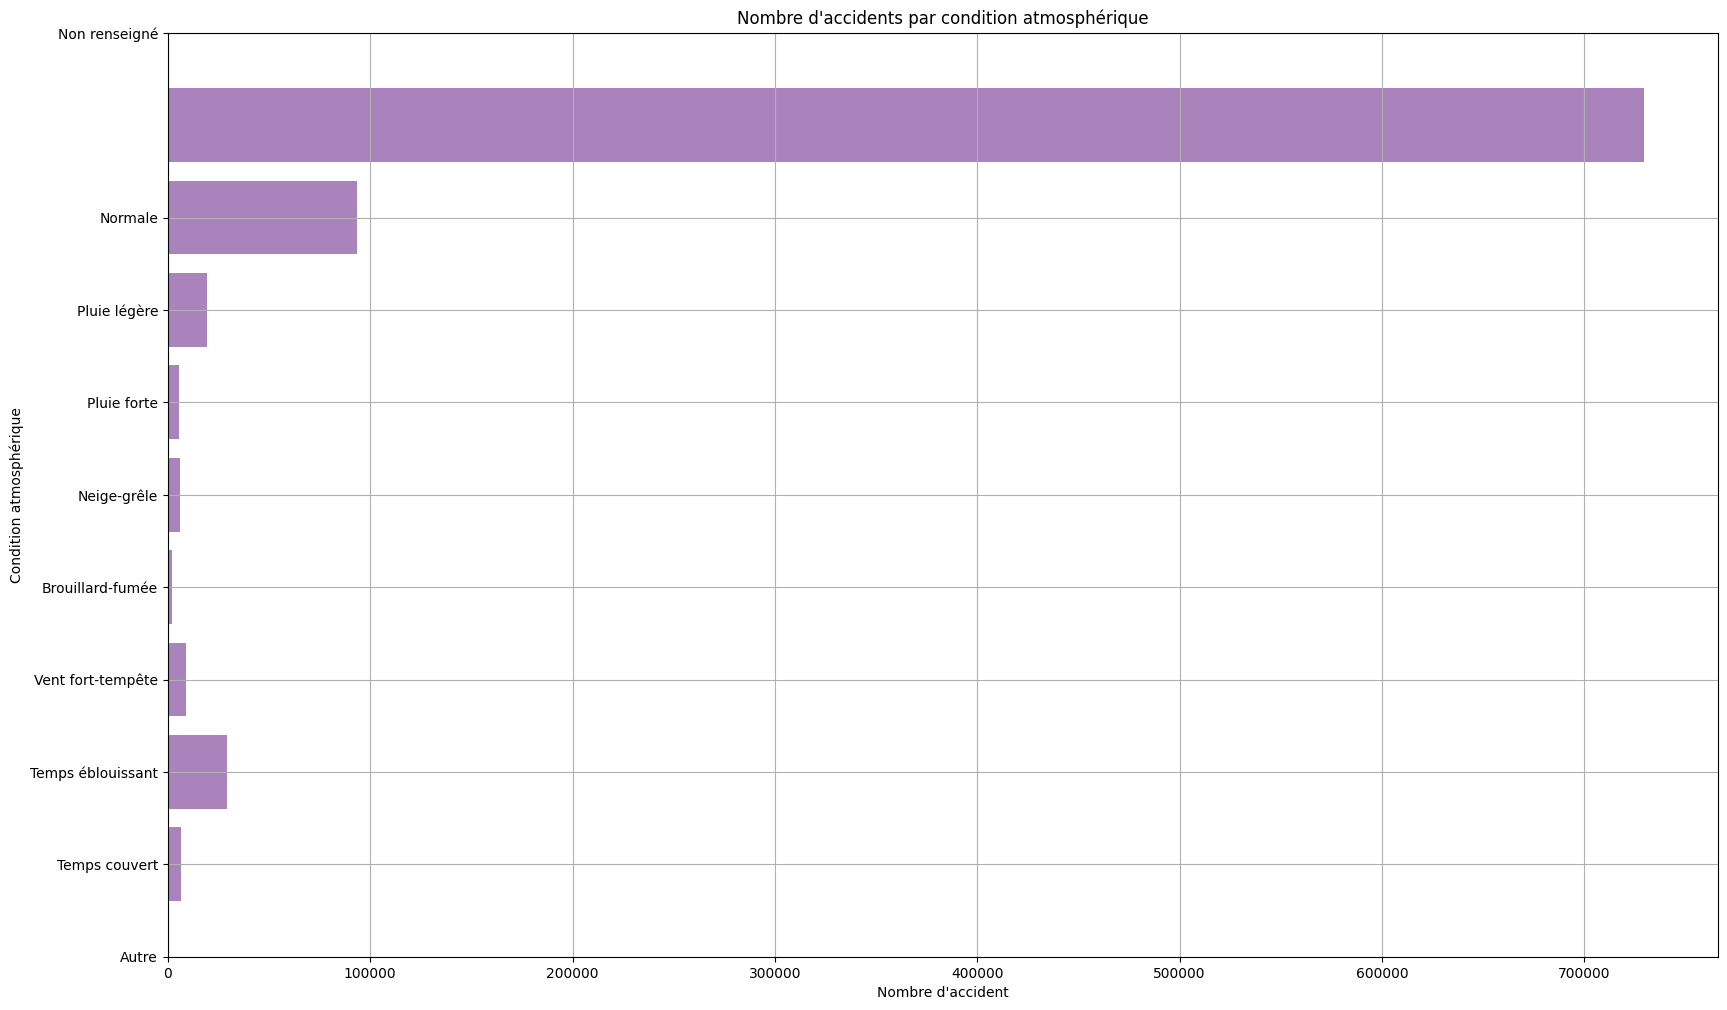 Nombre d'accidents par condition atmosphérique
Non renseigné
Normale
Pluie légère
Pluie forte
Neige-grêle
Brouillard-fumée
Vent fort-tempête
Temps éblouissant
Temps couvert
Autre
Condition atmosphérique
0 100000 200000 300000 400000 500000 600000 700000
Nombre d'accident